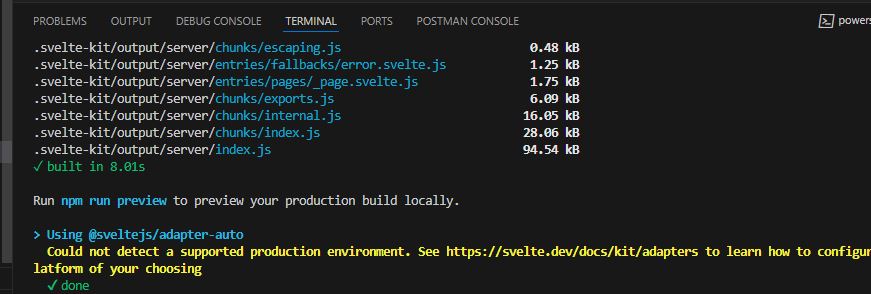 PROBLEMS OUTPUT DEBUG CONSOLE TERMINAL PORTS POSTMAN CONSOLE powers
.svelte-kit/output/server/chunks/escaping.js 0.48 kB
.svelte-kit/output/server/entries/fallbacks/error.svelte.js 1.25 kB
.svelte-kit/output/server/entries/pages/_page.svelte.js 1.75 kB
.svelte-kit/output/server/chunks/exports.js 6.09 kB
.svelte-kit/output/server/chunks/internal.js 16.05 kB
.svelte-kit/output/server/chunks/index.js 28.06 kB
.svelte-kit/output/server/index.js 94.54 kB
✓ built in 8.01s
Run npm run preview to preview your production build locally.
> Using @sveltejs/adapter-auto
Could not detect a supported production environment. See https://svelte.dev/docs/kit/adapters to learn how to configur
latform of your choosing
✓ done